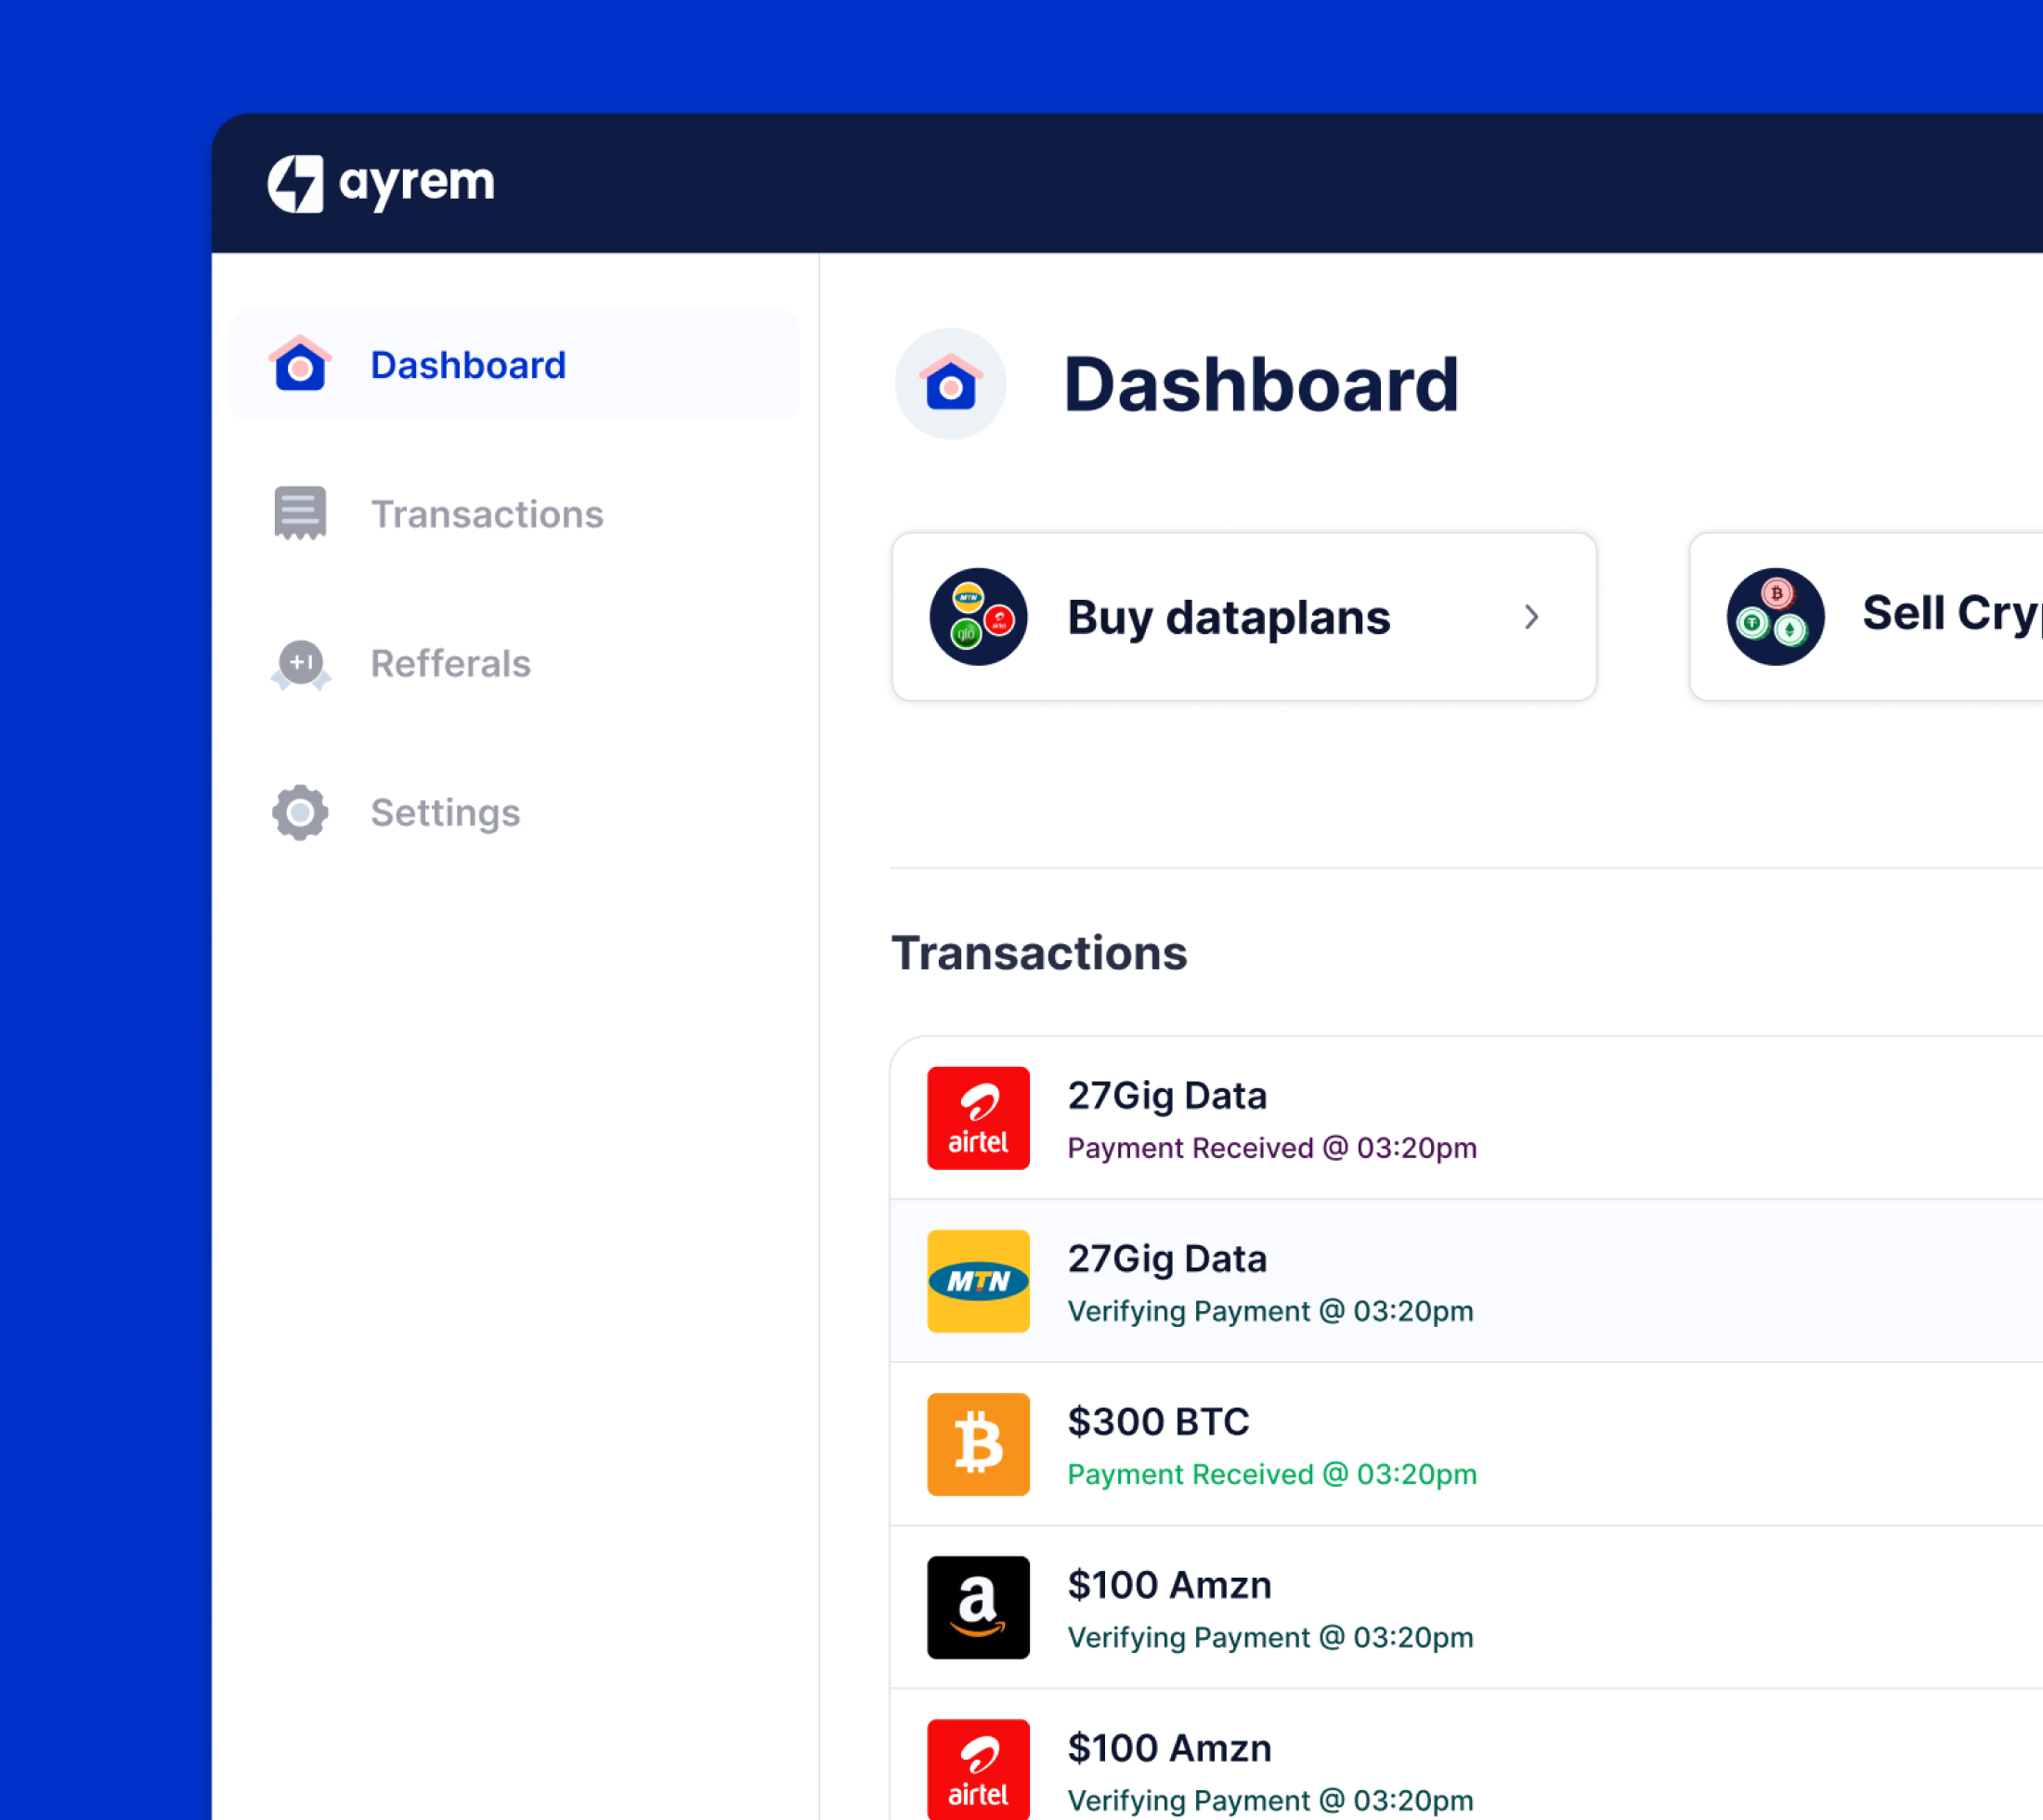 ayrem
Dashboard
Transactions
Refferals
Settings
Dashboard
MTN
airtel
glo
Buy dataplans
Sell Cry
Transactions
airtel
27Gig Data
Payment Received @ 03:20pm
MTN
27Gig Data
Verifying Payment @ 03:20pm
$300 BTC
Payment Received @ 03:20pm
$100 Amzn
Verifying Payment @ 03:20pm
airtel
$100 Amzn
Verifying Payment @ 03:20pm
+1